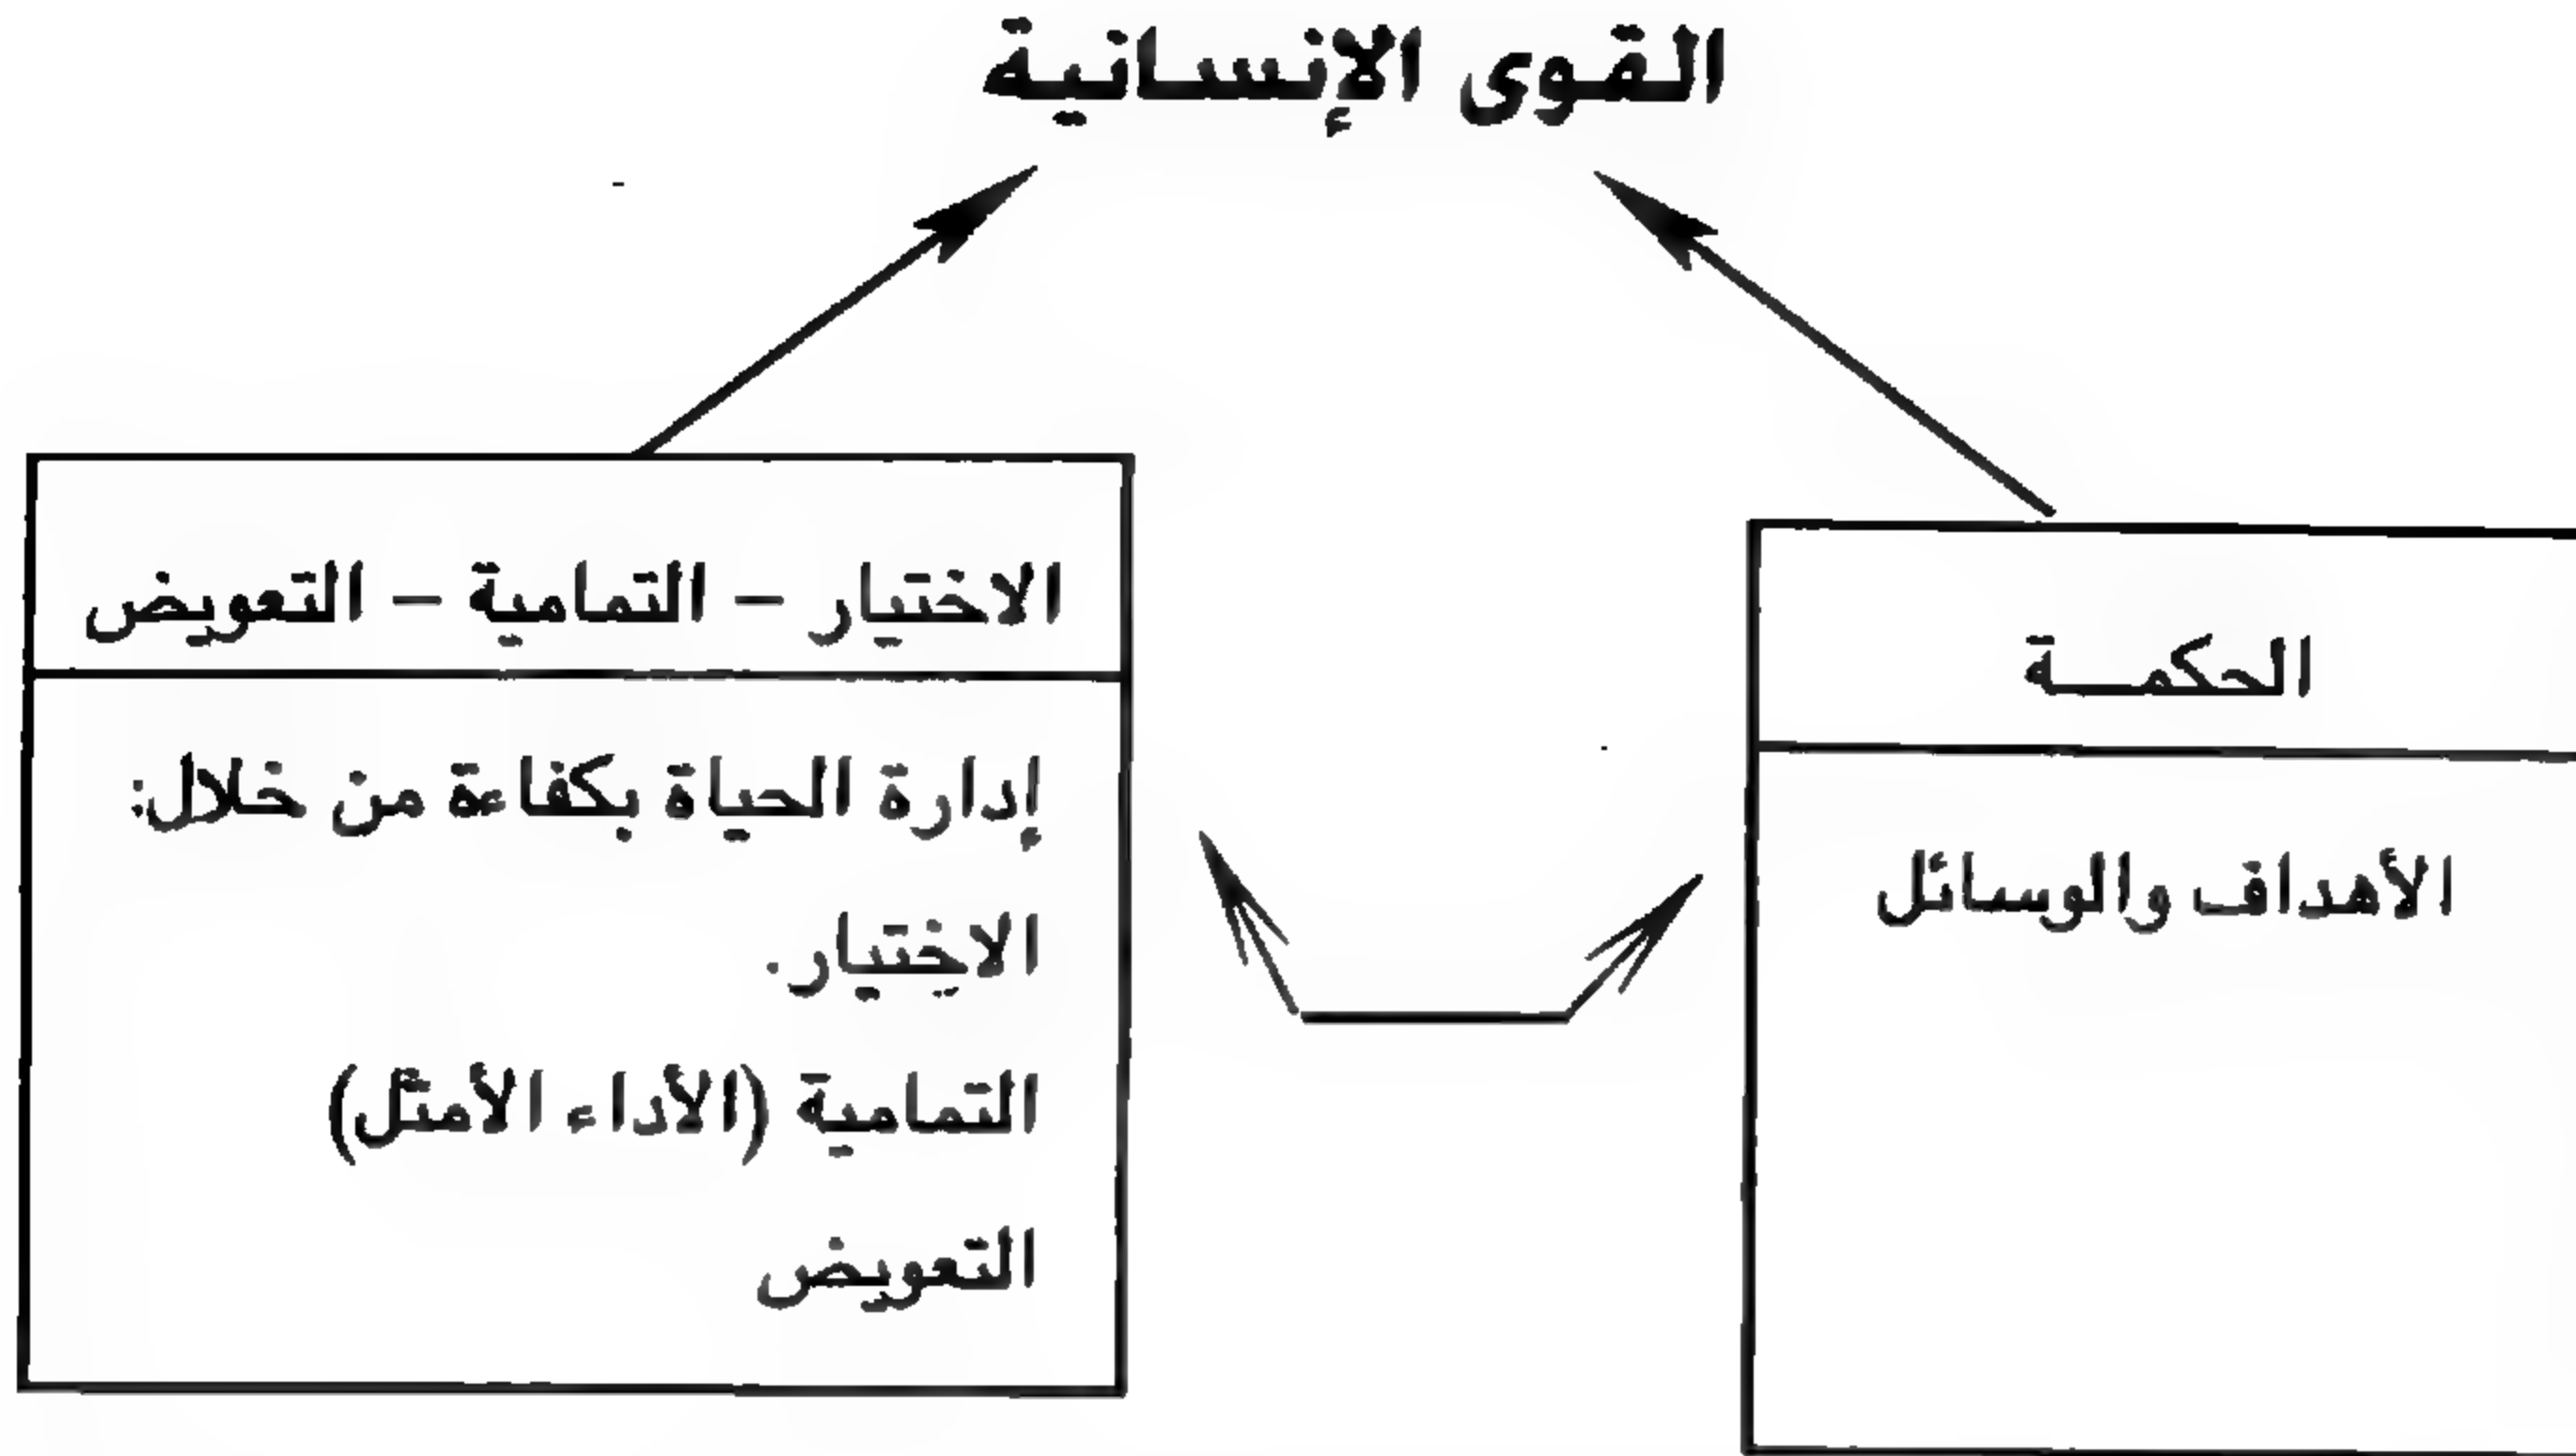 القوى الإنسانية
الحكمـــة
الأهداف والوسائل
الاختيار – التمامية – التعويض
إدارة الحياة بكفاءة من خلال:
الاختيار.
التمامية (الأداء الأمثل)
التعويض